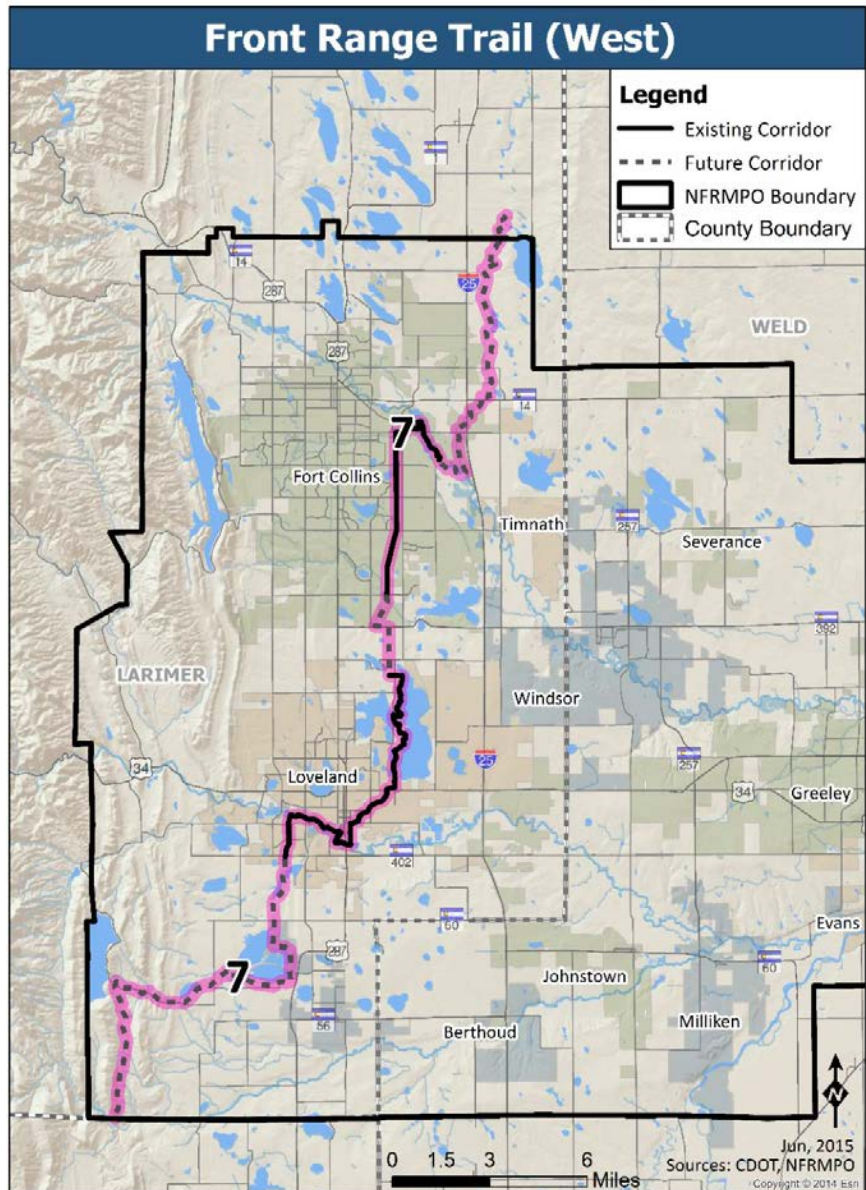 Front Range Trail (West)
Legend
Existing Corridor
Future Corridor
NFRMPO Boundary
County Boundary
1
14
287
25
287
WELD
14
7
Fort Collins
Timnath
257
Severance
392
LARIMER
Windsor
34
25
257
Loveland
34
Greeley
402
60
Evans
287
60
7
Johnstown
56
Berthoud
Milliken
N
0 1.5 3 6
Miles
Jun, 2015
Sources: CDOT, NFRMPO
Copyright © 2014 Esri